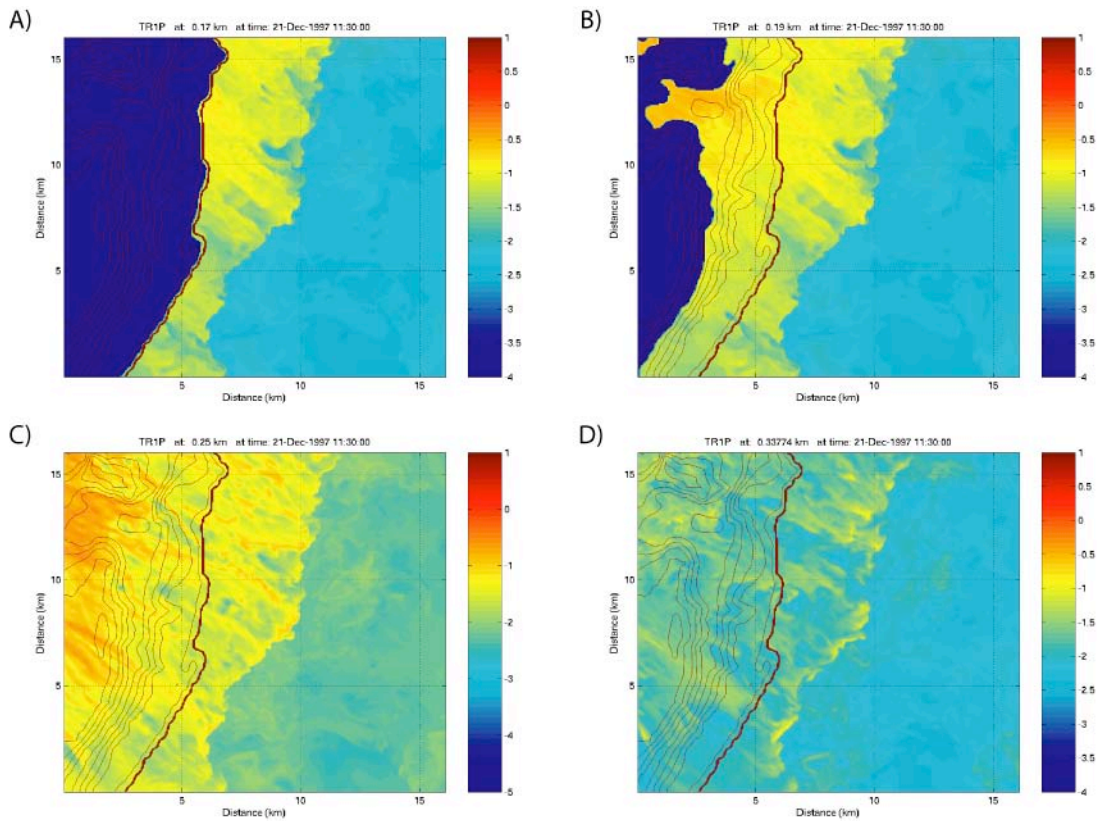 A)
TR1P at: 0.17 km at time: 21-Dec-1997 11:30:00
15
10
5
Distance (km)
5 10 15
Distance (km)
1
0.5
0
-0.5
-1
-1.5
-2
-2.5
-3
-3.5
-4
B)
TR1P at: 0.19 km at time: 21-Dec-1997 11:30:00
15
10
5
Distance (km)
5 10 15
Distance (km)
1
0.5
0
-0.5
-1
-1.5
-2
-2.5
-3
-3.5
-4
C)
TR1P at: 0.25 km at time: 21-Dec-1997 11:30:00
15
10
5
Distance (km)
5 10 15
Distance (km)
1
0
-1
-2
-3
-4
-5
D)
TR1P at: 0.33774 km at time: 21-Dec-1997 11:30:00
15
10
5
Distance (km)
5 10 15
Distance (km)
1
0.5
0
-0.5
-1
-1.5
-2
-2.5
-3
-3.5
-4